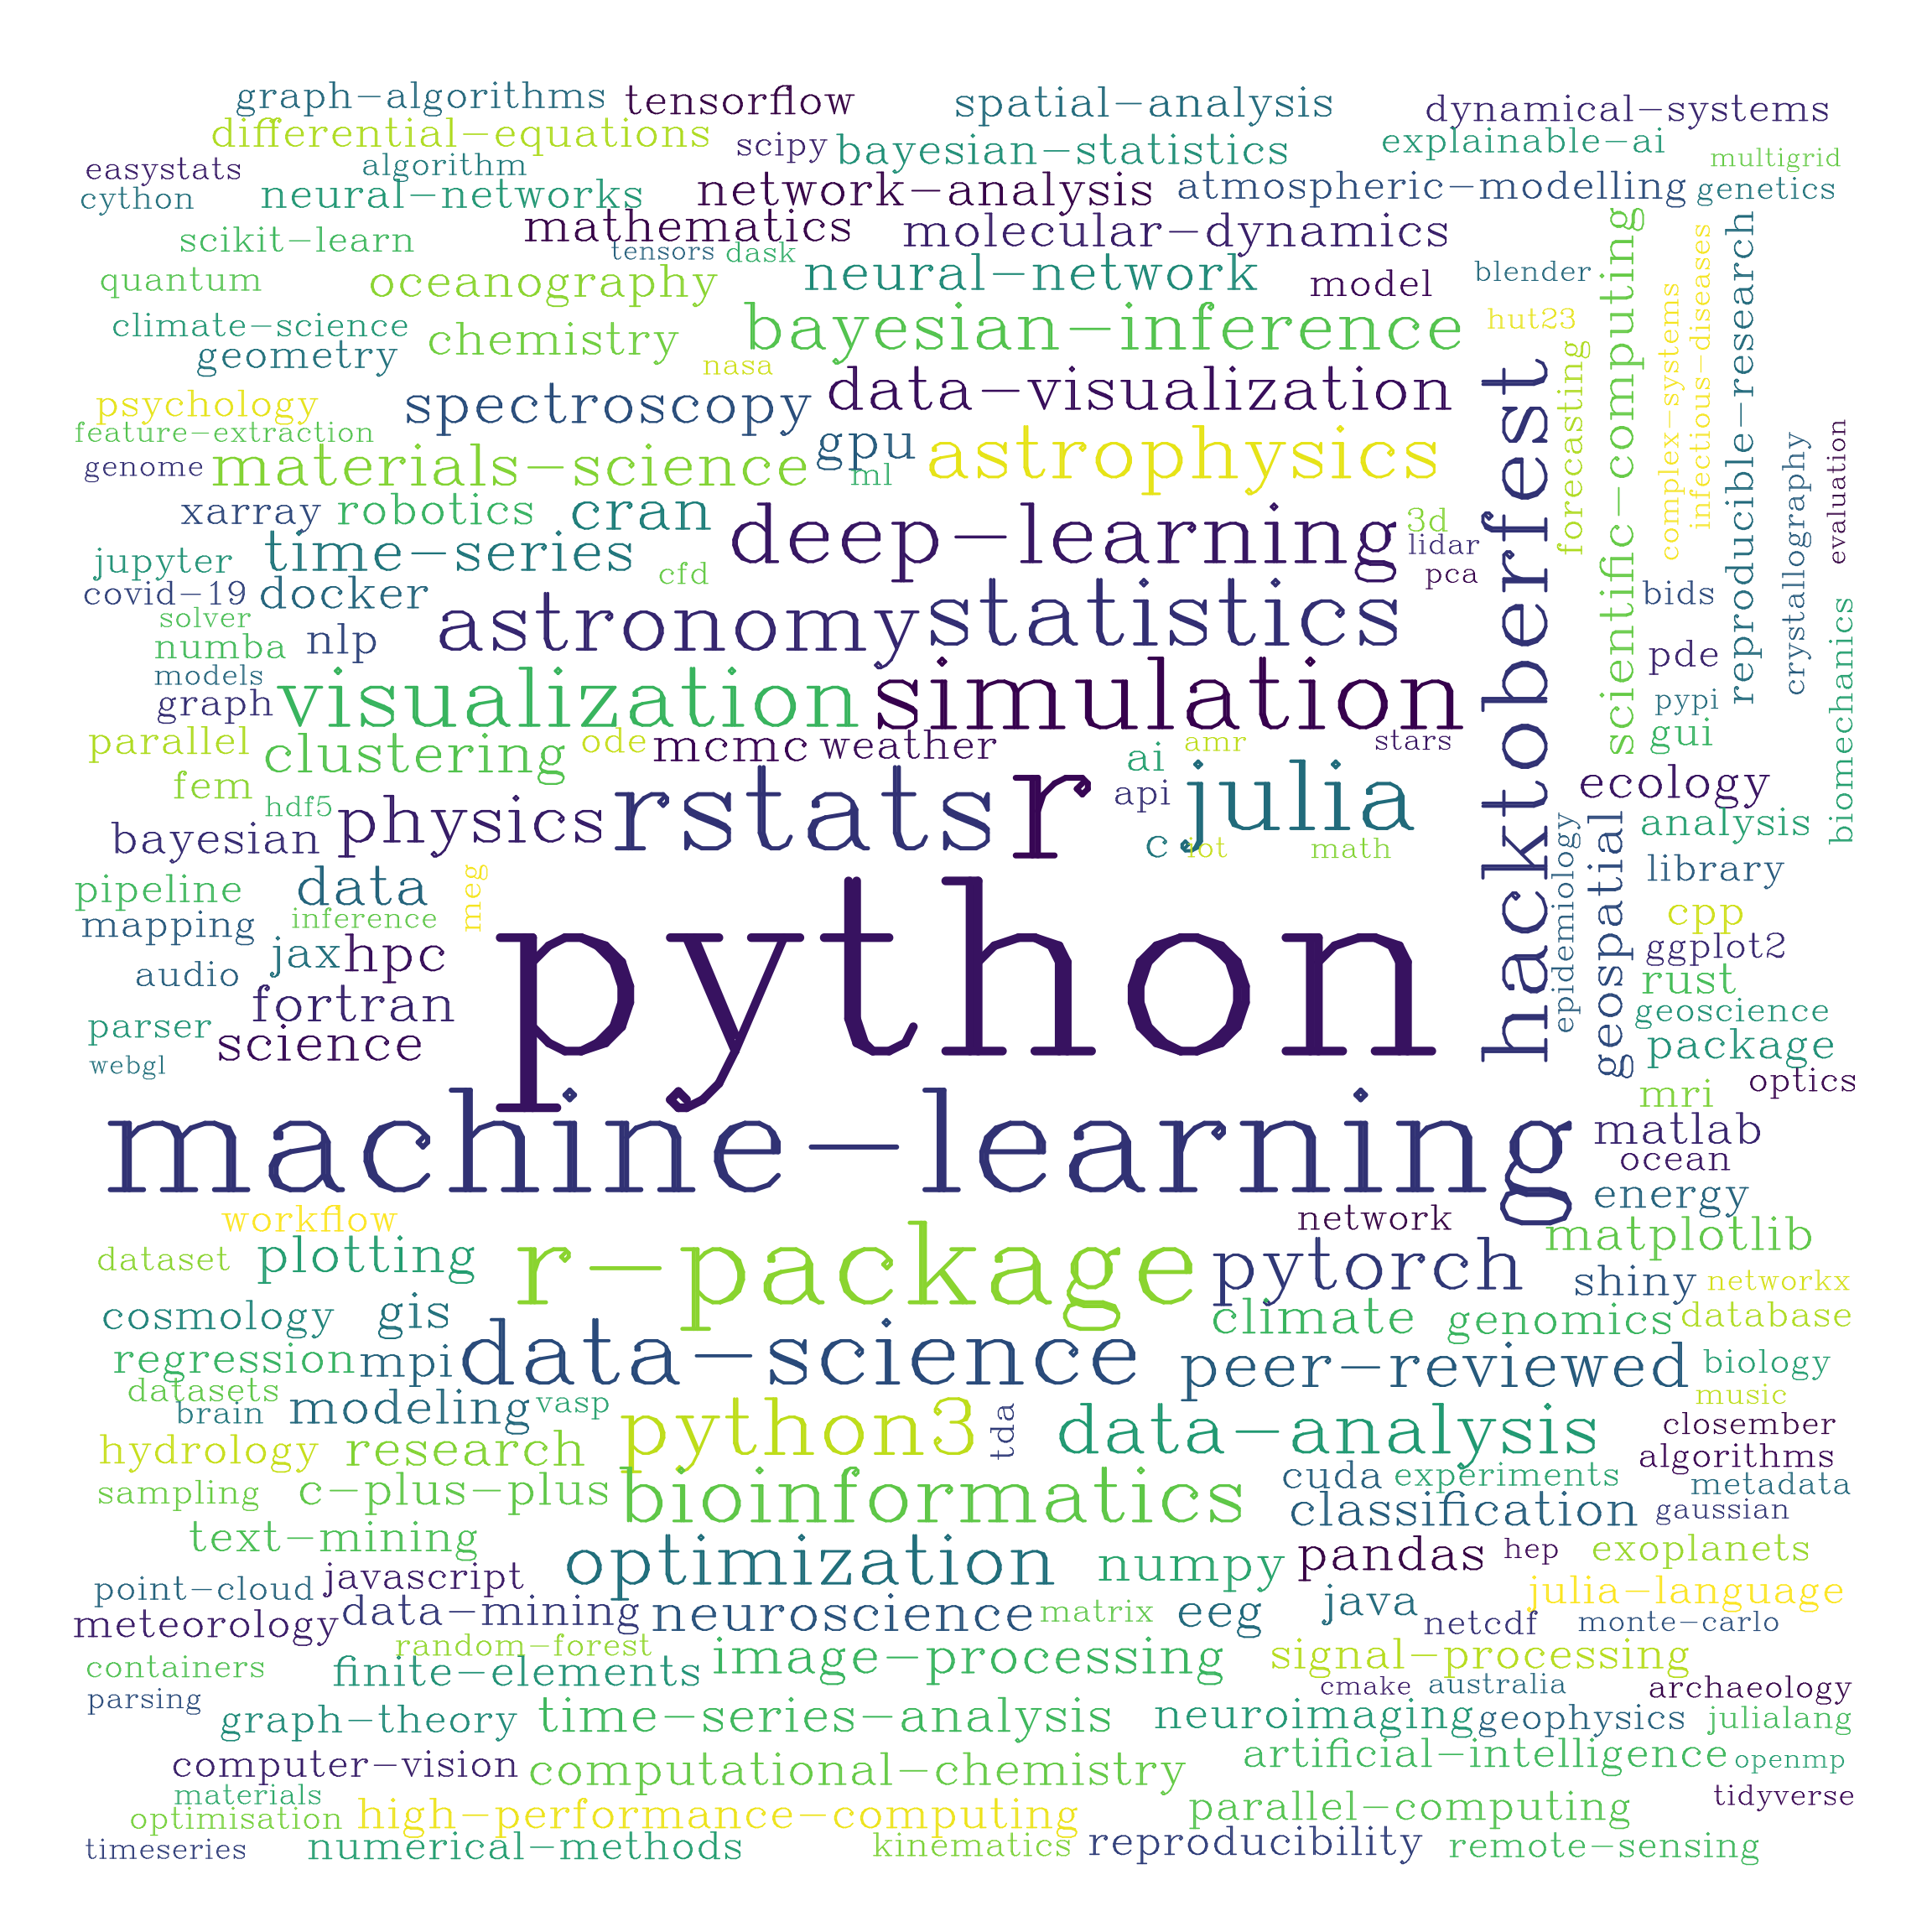 graph-algorithms
tensorflow
spatial-analysis
dynamical-systems
differential-equations
scipy
bayesian-statistics
explainable-ai
multigrid
easystats
algorithm
cython
neural-networks
network-analysis
atmospheric-modelling
genetics
scikit-learn
mathematics
tensors
dask
molecular-dynamics
quantum
oceanography
neural-network
model
blender
scientific-computing
infectious-diseases
reproducible-research
climate-science
geometry
chemistry
nasa
bayesian-inference
hut23
forecasting
complex-systems
psychology
feature-extraction
spectroscopy
data-visualization
hacktoberfest
genome
materials-science
gpu
ml
astrophysics
crystallography
evaluation
xarray
robotics
cran
deep-learning
3d
lidar
pca
jupyter
time-series
cfd
covid-19
docker
astronomy
statistics
bids
solver
numba
nlp
pde
models
graph
visualization
simulation
pypi
gui
biomechanics
parallel
clustering
ode
mcmc
weather
ai
amr
stars
fem
hdf5
physics
rstats
r
api
julia
ecology
bayesian
c
iot
math
epidemiology
geospatial
analysis
library
pipeline
data
meg
mapping
inference
python
cpp
ggplot2
audio
jax
hpc
rust
fortran
geoscience
parser
science
package
webgl
optics
mri
machine-learning
matlab
ocean
energy
workflow
network
dataset
plotting
r-package
pytorch
matplotlib
shiny
networkx
cosmology
gis
climate
genomics
database
regression
mpi
data-science
peer-reviewed
biology
datasets
brain
modeling
vasp
python3
tda
data-analysis
music
closember
hydrology
research
algorithms
sampling
c-plus-plus
bioinformatics
cuda
experiments
metadata
classification
gaussian
text-mining
optimization
numpy
pandas
hep
exoplanets
point-cloud
javascript
java
julia-language
meteorology
data-mining
neuroscience
matrix
eeg
netcdf
monte-carlo
random-forest
containers
finite-elements
image-processing
signal-processing
parsing
cmake
australia
archaeology
graph-theory
time-series-analysis
neuroimaging
geophysics
julialang
computer-vision
computational-chemistry
artificial-intelligence
openmp
materials
tidyverse
optimisation
high-performance-computing
parallel-computing
timeseries
numerical-methods
kinematics
reproducibility
remote-sensing